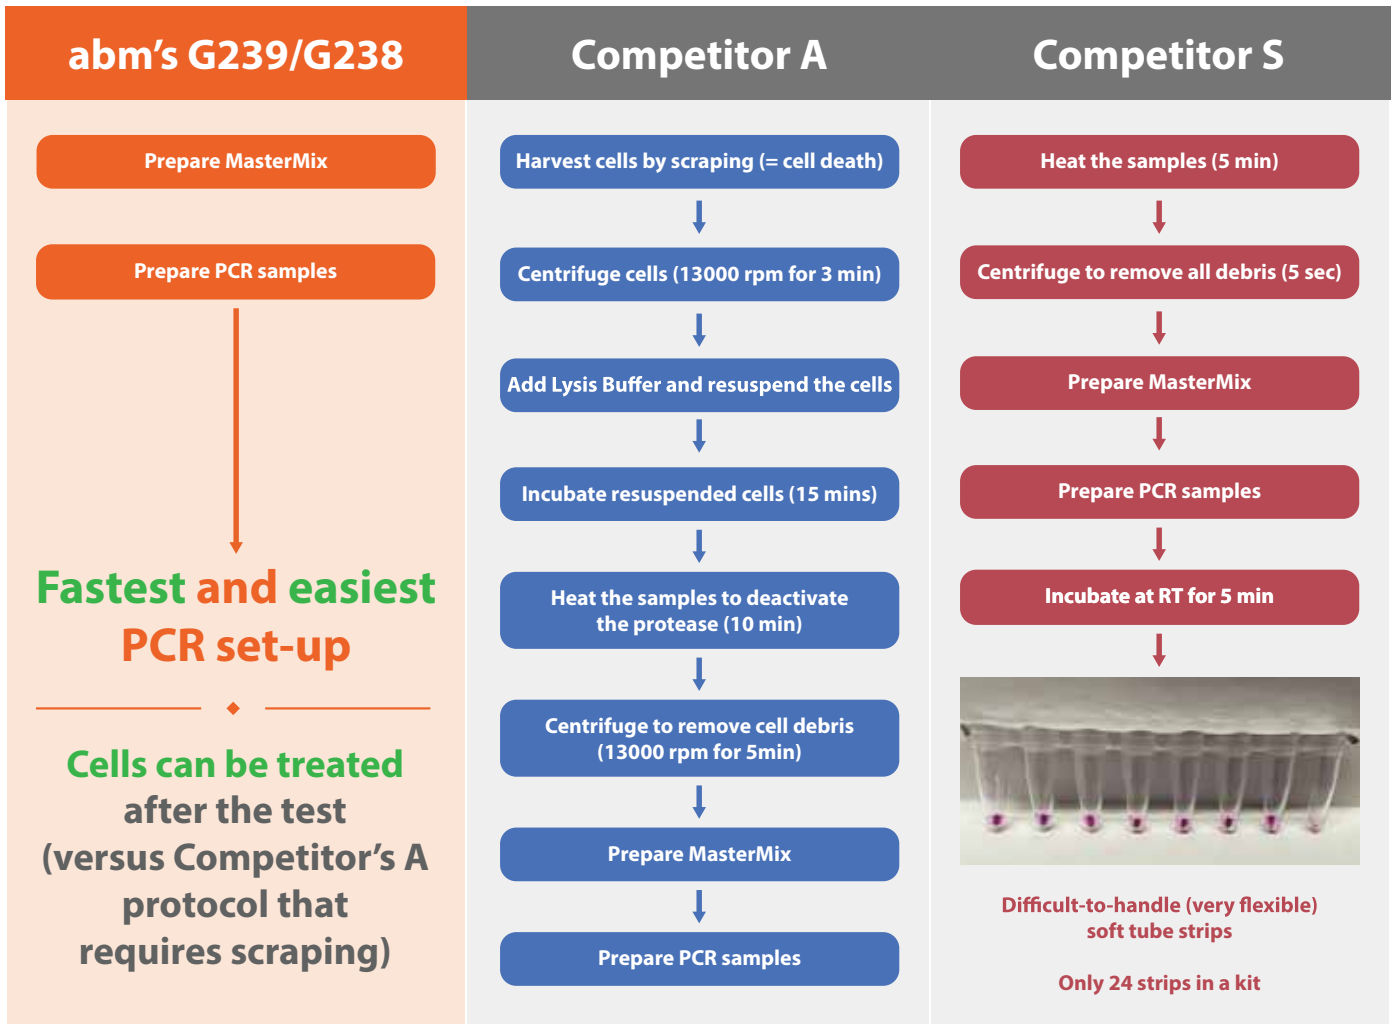 abm's G239/G238
Prepare MasterMix
Prepare PCR samples
Fastest and easiest
PCR set-up
Cells can be treated
after the test
(versus Competitor's A
protocol that
requires scraping)
Competitor A
Harvest cells by scraping (= cell death)
Centrifuge cells (13000 rpm for 3 min)
Add Lysis Buffer and resuspend the cells
Incubate resuspended cells (15 mins)
Heat the samples to deactivate
the protease (10 min)
Centrifuge to remove cell debris
(13000 rpm for 5min)
Prepare MasterMix
Prepare PCR samples
Competitor S
Heat the samples (5 min)
Centrifuge to remove all debris (5 sec)
Prepare MasterMix
Prepare PCR samples
Incubate at RT for 5 min
Difficult-to-handle (very flexible)
soft tube strips
Only 24 strips in a kit